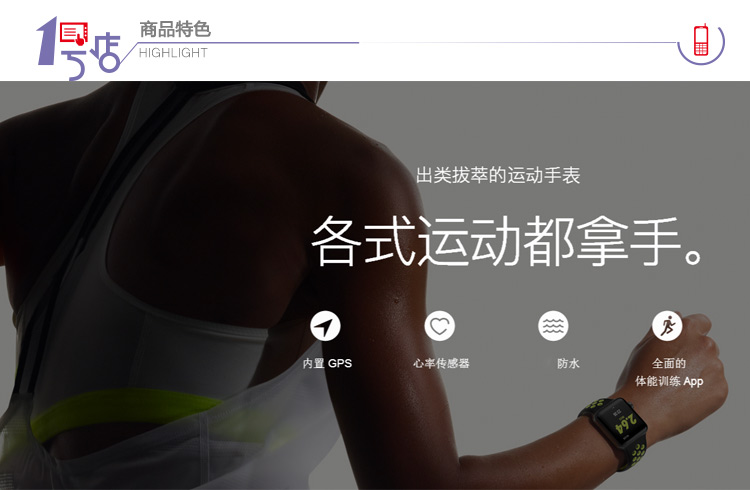 1号店
商品特色
HIGHLIGHT
出类拔萃的运动手表
各式运动都拿手。
内置 GPS
心率传感器
防水
全面的
体能训练 App
2.64